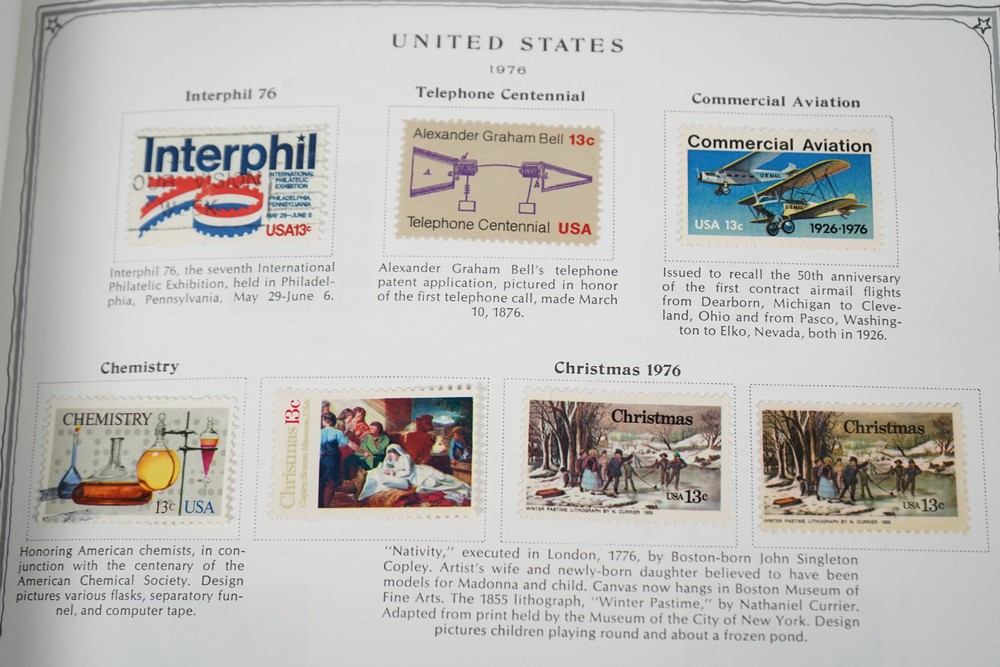 UNITED STATES
1976
Interphil 76
Interphil
INTERNATIONAL
PHILATELIC
EXHIBITION
PHILADELPHIA,
PENNSYLVANIA
MAY 29-JUNE 6
USA13c
Interphil 76, the seventh International
Philatelic Exhibition, held in Philadel-
phia, Pennsylvania, May 29-June 6.
Telephone Centennial
Alexander Graham Bell 13c
Telephone Centennial USA
Alexander Graham Bell's telephone
patent application, pictured in honor
of the first telephone call, made March
10, 1876.
Commercial Aviation
Commercial Aviation
U.S. MAIL
U.S. MAIL
USA 13c
1926-1976
Issued to recall the 50th anniversary
of the first contract airmail flights
from Dearborn, Michigan to Cleve-
land, Ohio and from Pasco, Washing-
ton to Elko, Nevada, both in 1926.
Chemistry
CHEMISTRY
13c USA
Honoring American chemists, in con-
junction with the centenary of the
American Chemical Society. Design
pictures various flasks, separatory fun-
nel, and computer tape.
Christmas 1976
Christmas 13c
Copley, Boston Museum
Christmas
USA 13c
WINTER PASTIME LITHOGRAPH BY N. CURRIER 1855
Christmas
USA 13c
WINTER PASTIME LITHOGRAPH BY N. CURRIER 1855
"Nativity," executed in London, 1776, by Boston-born John Singleton
Copley. Artist's wife and newly-born daughter believed to have been
models for Madonna and child. Canvas now hangs in Boston Museum of
Fine Arts. The 1855 lithograph, "Winter Pastime," by Nathaniel Currier.
Adapted from print held by the Museum of the City of New York. Design
pictures children playing round and about a frozen pond.